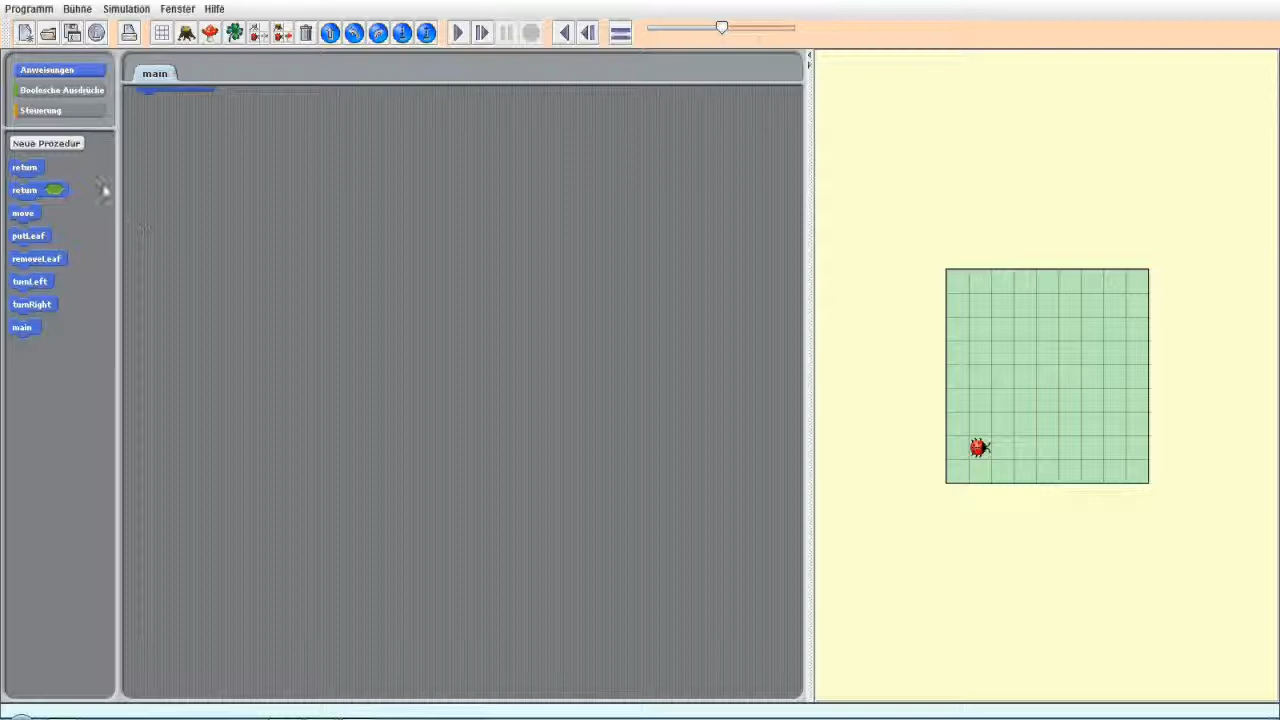 Programm Bühne Simulation Fenster Hilfe
Anweisungen
Boolesche Ausdrücke
Steuerung
main
Neue Prozedur
return
return
move
putLeaf
removeLeaf
turnLeft
turnRight
main